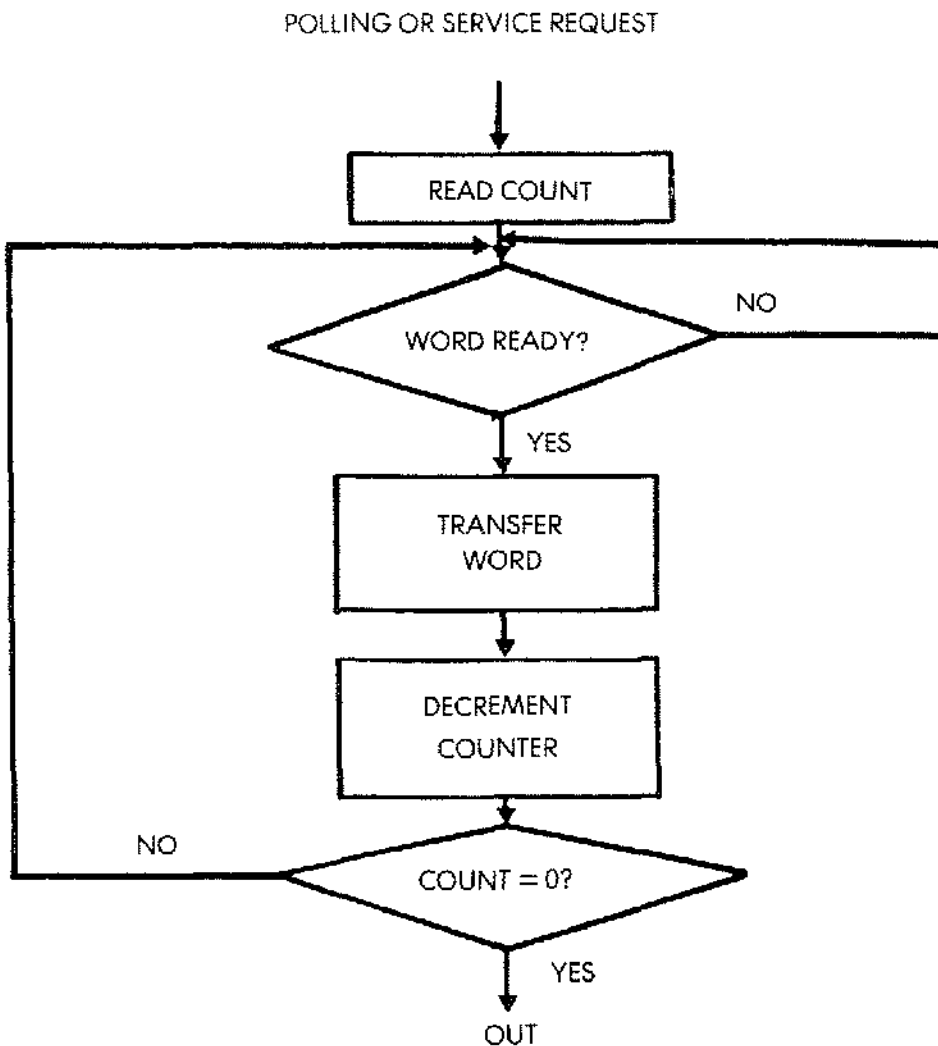 POLLING OR SERVICE REQUEST
READ COUNT
WORD READY?
NO
YES
TRANSFER
WORD
DECREMENT
COUNTER
COUNT = 0?
NO
YES
OUT